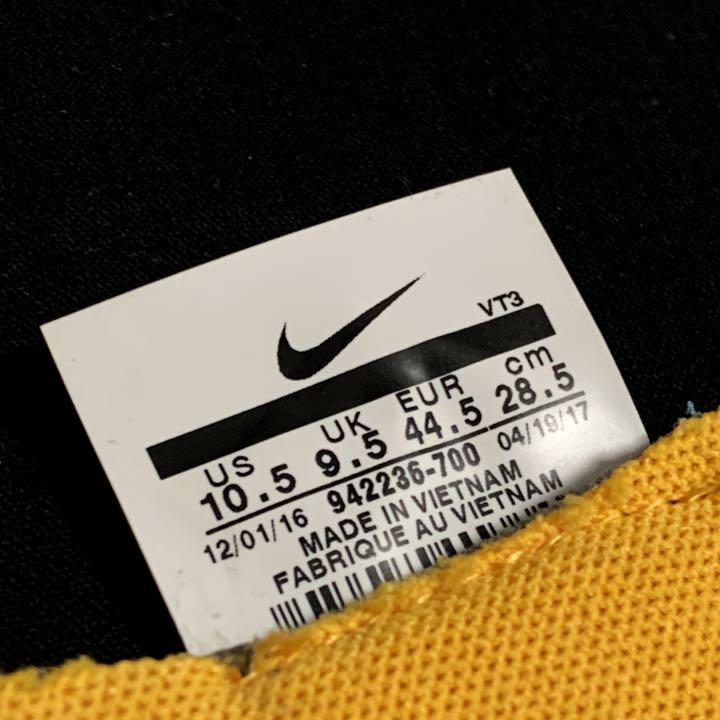 VT3
US UK EUR cm
10.5 9.5 44.5 28.5
12/01/16 942236-700 04/19/17
MADE IN VIETNAM
FABRIQUE AU VIETNAM